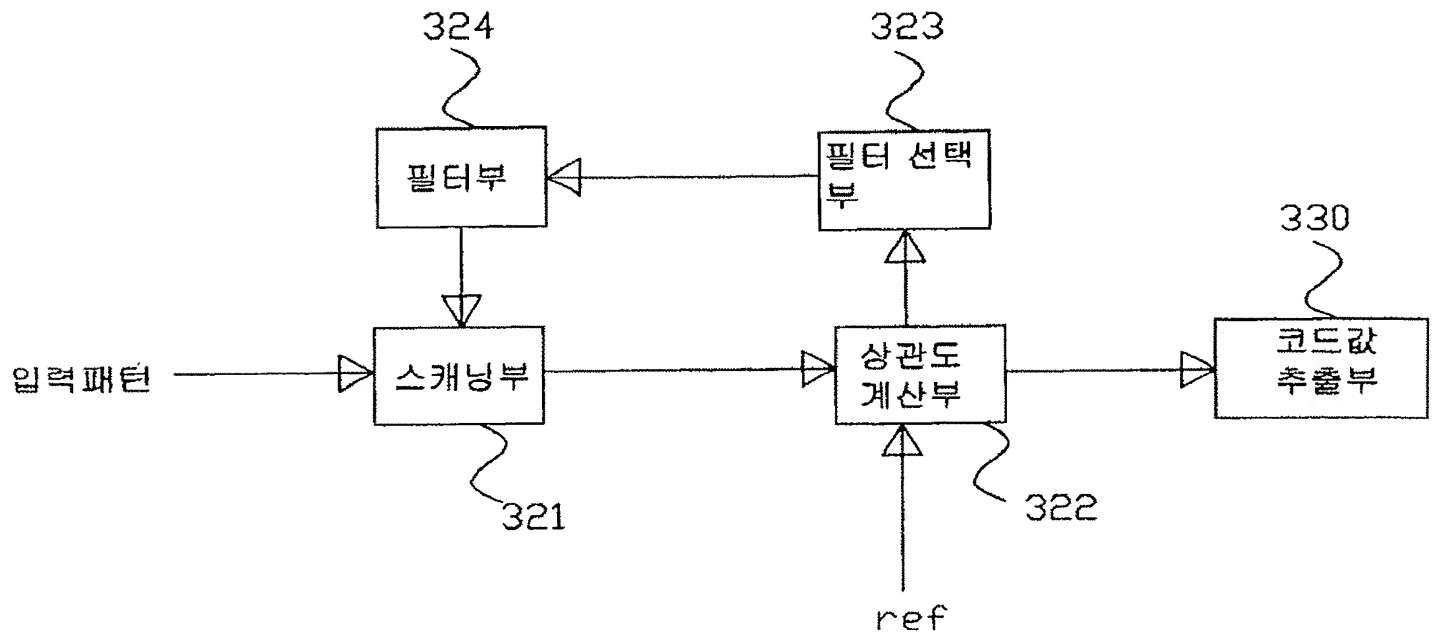 324
323
필터부
필터 선택
부
330
입력패턴
스캐닝부
상관도
계산부
코드값
추출부
321
322
ref